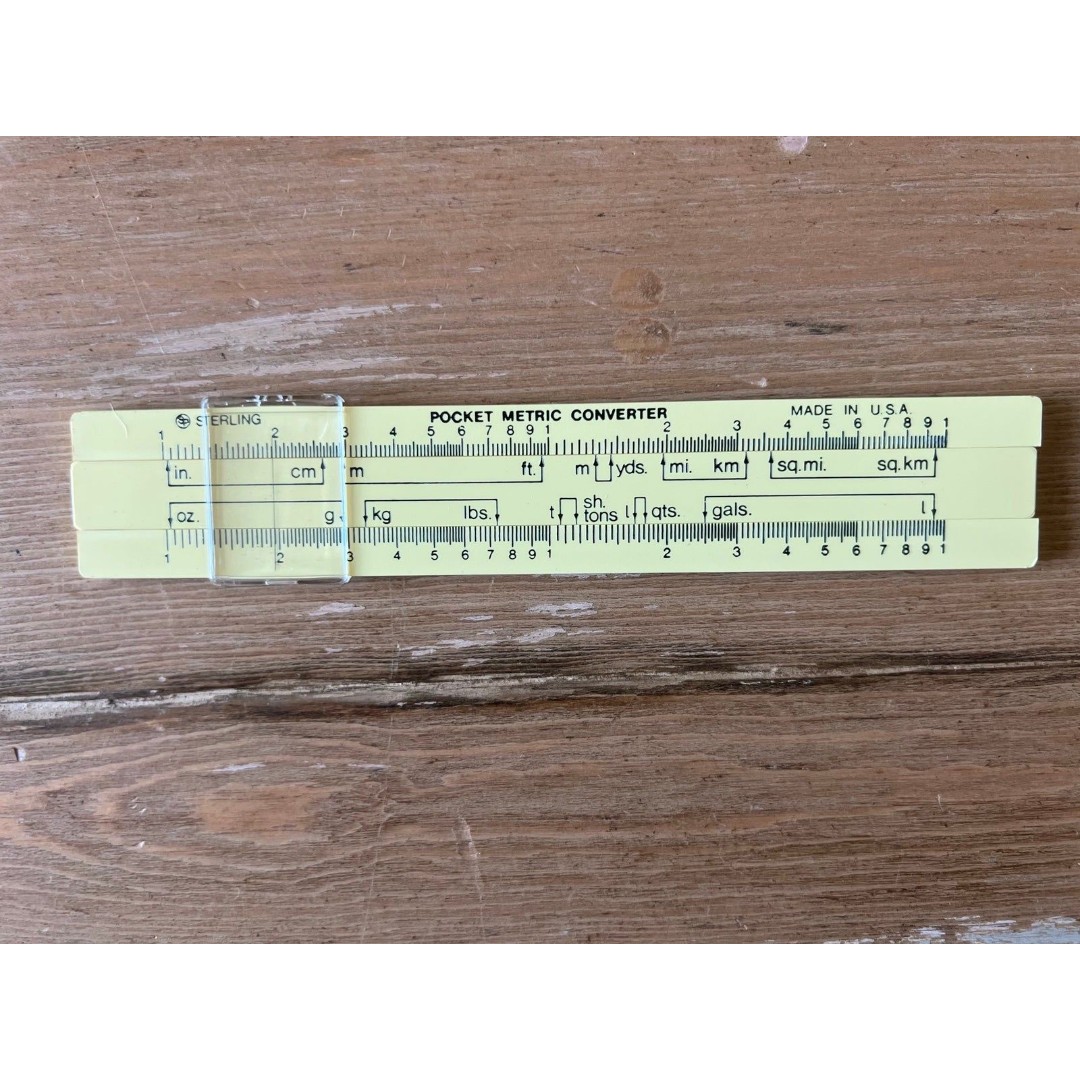 STERLING POCKET METRIC CONVERTER MADE IN U.S.A.
1 2 3 4 5 6 7 8 9 1 2 3 4 5 6 7 8 9 1
in. cm m ft. m yds. mi. km sq.mi. sq.km
oz. g kg lbs. t sh. tons l qts. gals. l
1 2 3 4 5 6 7 8 9 1 2 3 4 5 6 7 8 9 1